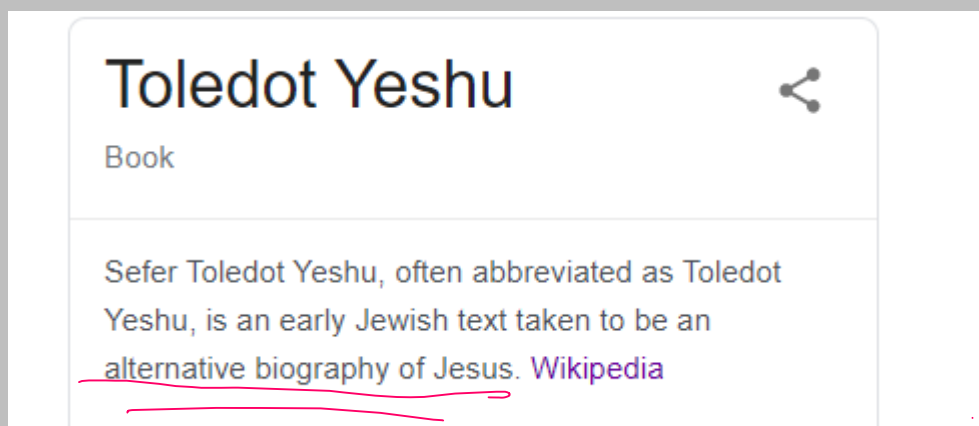 Toledot Yeshu
Book
Sefer Toledot Yeshu, often abbreviated as Toledot
Yeshu, is an early Jewish text taken to be an
alternative biography of Jesus. Wikipedia